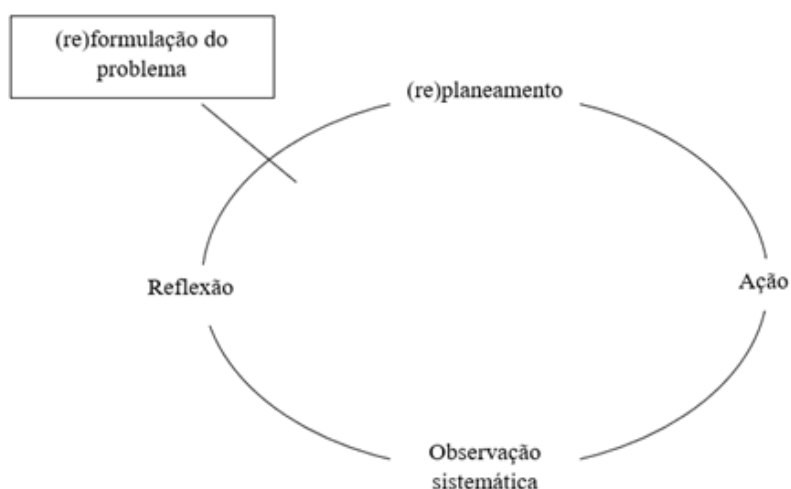 (re)formulação do
problema
(re)planeamento
Reflexão
Ação
Observação
sistemática